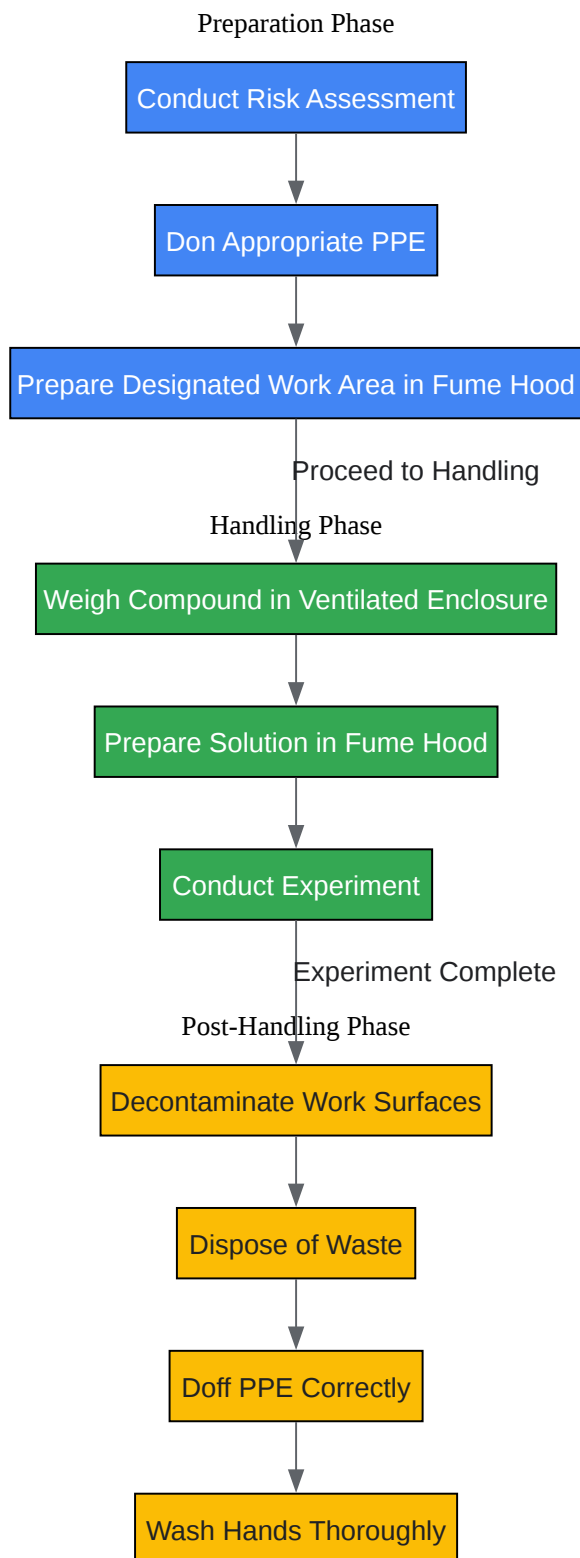 Preparation Phase
Conduct Risk Assessment
Don Appropriate PPE
Prepare Designated Work Area in Fume Hood
Proceed to Handling
Handling Phase
Weigh Compound in Ventilated Enclosure
Prepare Solution in Fume Hood
Conduct Experiment
Experiment Complete
Post-Handling Phase
Decontaminate Work Surfaces
Dispose of Waste
Doff PPE Correctly
Wash Hands Thoroughly